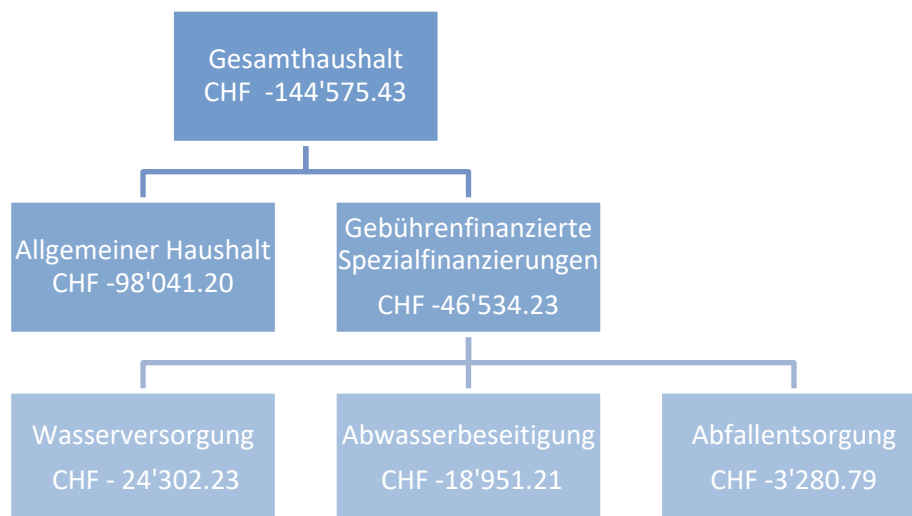 Gesamthaushalt
CHF -144'575.43
Allgemeiner Haushalt
CHF -98'041.20
Gebührenfinanzierte
Spezialfinanzierungen
CHF -46'534.23
Wasserversorgung
CHF - 24'302.23
Abwasserbeseitigung
CHF -18'951.21
Abfallentsorgung
CHF -3'280.79